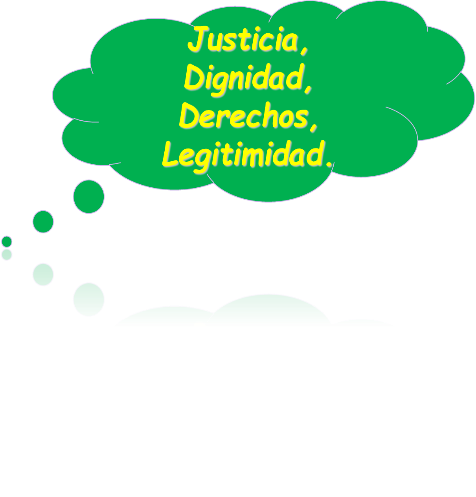 Justicia,
Dignidad,
Derechos,
Legitimidad.